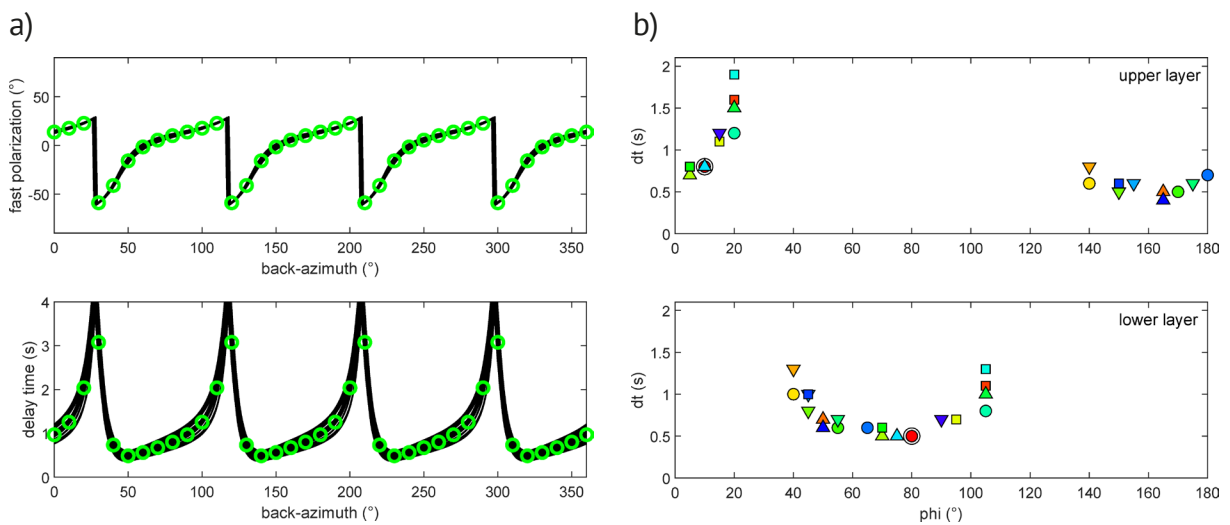 a)
fast polarization (°)
50
0
-50
0 50 100 150 200 250 300 350
back-azimuth (°)
delay time (s)
4
3
2
1
0
0 50 100 150 200 250 300 350
back-azimuth (°)
b)
upper layer
dt (s)
2
1.5
1
0.5
0
0 20 40 60 80 100 120 140 160 180
lower layer
dt (s)
2
1.5
1
0.5
0
0 20 40 60 80 100 120 140 160 180
phi (°)